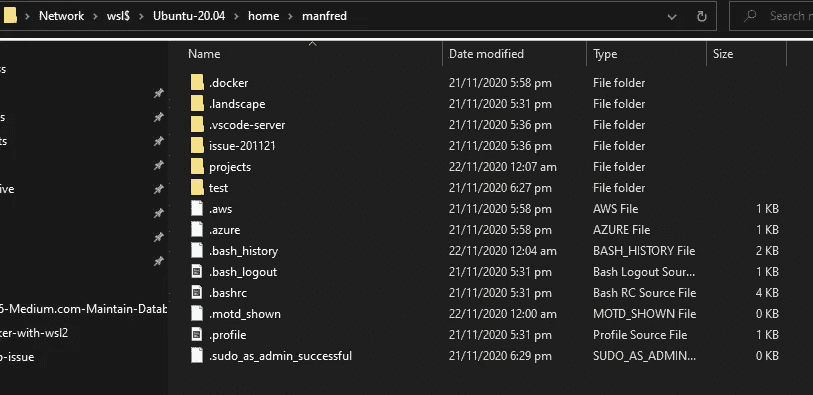 Network > wsl$ > Ubuntu-20.04 > home > manfred Search n
Name Date modified Type Size
ss
.docker 21/11/2020 5:58 pm File folder
.landscape 21/11/2020 5:31 pm File folder
s .vscode-server 21/11/2020 5:36 pm File folder
ts issue-201121 21/11/2020 5:36 pm File folder
projects 22/11/2020 12:07 am File folder
ive test 21/11/2020 6:27 pm File folder
.aws 21/11/2020 5:58 pm AWS File 1 KB
.azure 21/11/2020 5:58 pm AZURE File 1 KB
.bash_history 22/11/2020 12:04 am BASH_HISTORY File 2 KB
.bash_logout 21/11/2020 5:31 pm Bash Logout Sour... 1 KB
.bashrc 21/11/2020 5:31 pm Bash RC Source File 4 KB
6-Medium.com-Maintain-Datab .motd_shown 22/11/2020 12:00 am MOTD_SHOWN File 0 KB
ker-with-wsl2 .profile 21/11/2020 5:31 pm Profile Source File 1 KB
o-issue .sudo_as_admin_successful 21/11/2020 6:29 pm SUDO_AS_ADMIN... 0 KB